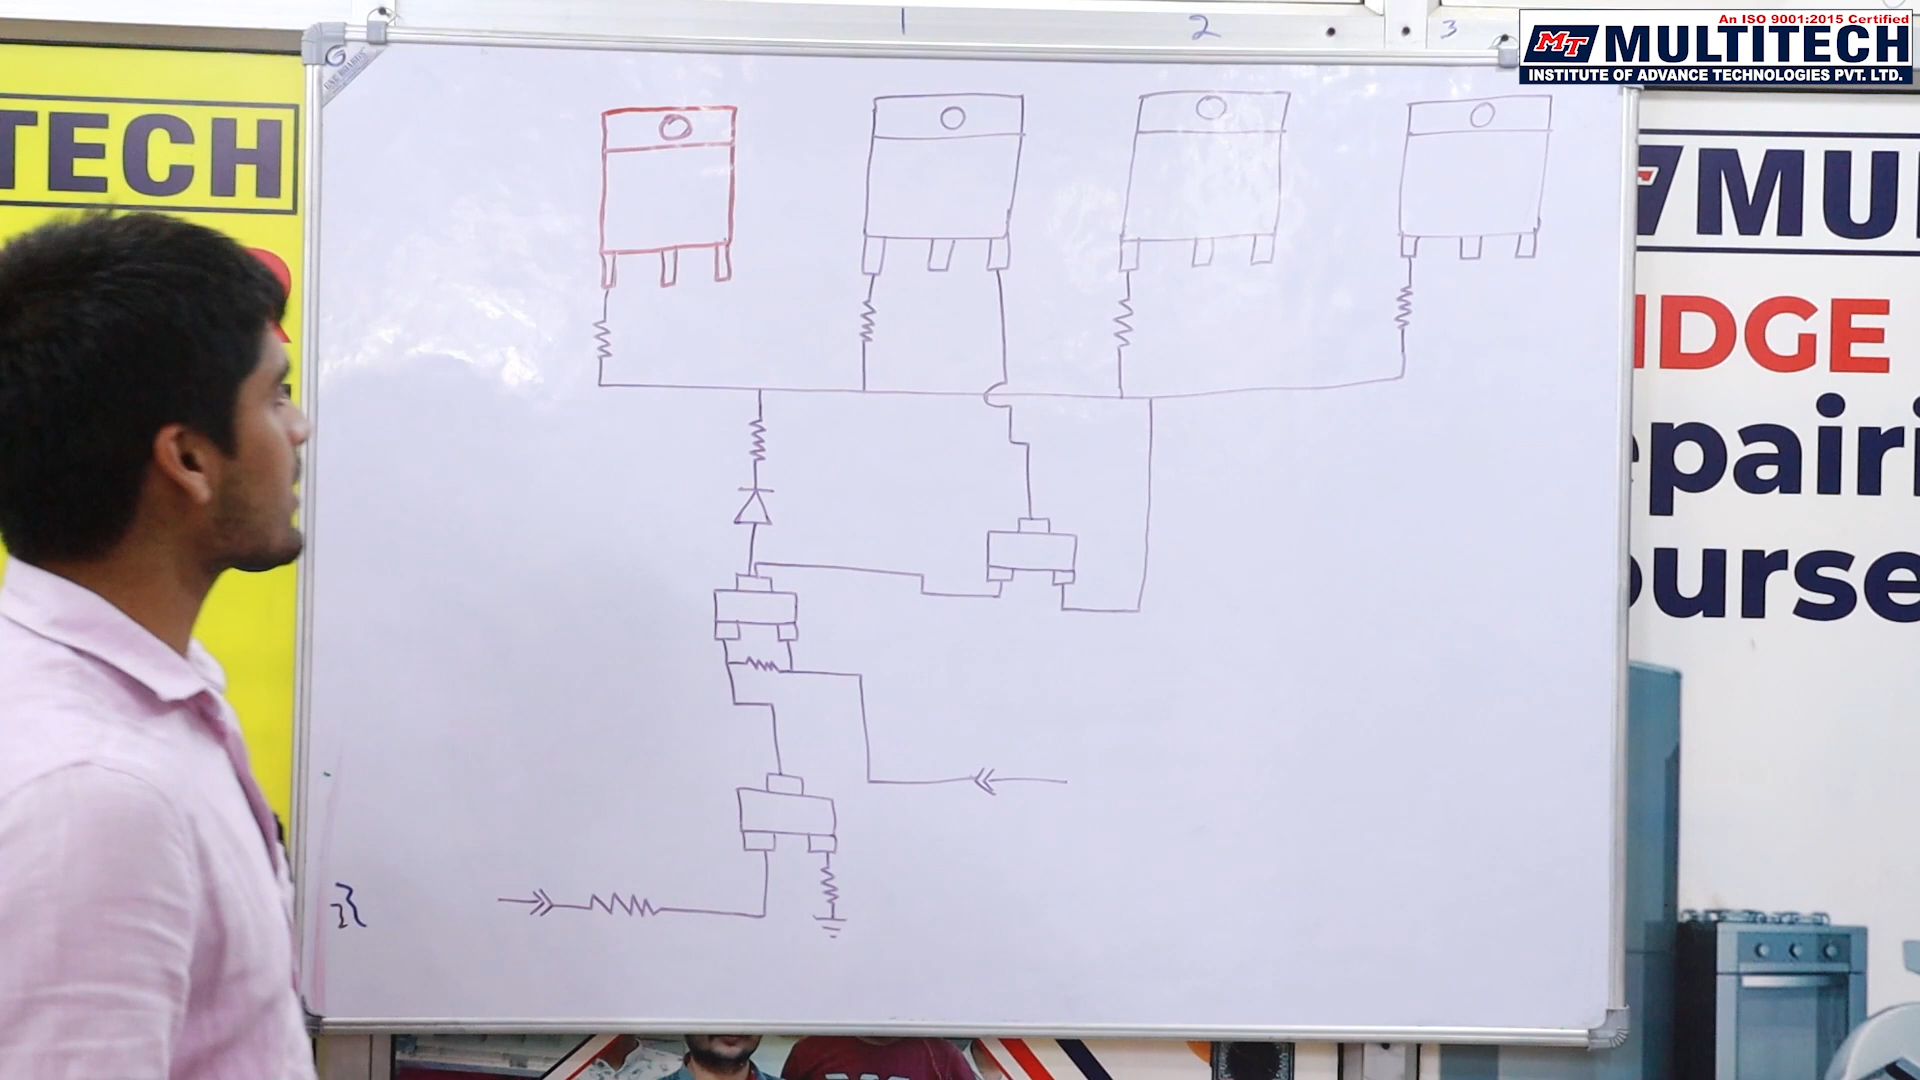 1 2 3
An ISO 9001:2015 Certified
MT MULTITECH
INSTITUTE OF ADVANCE TECHNOLOGIES PVT. LTD.
TECH
MU
IDGE
epairi
ourse